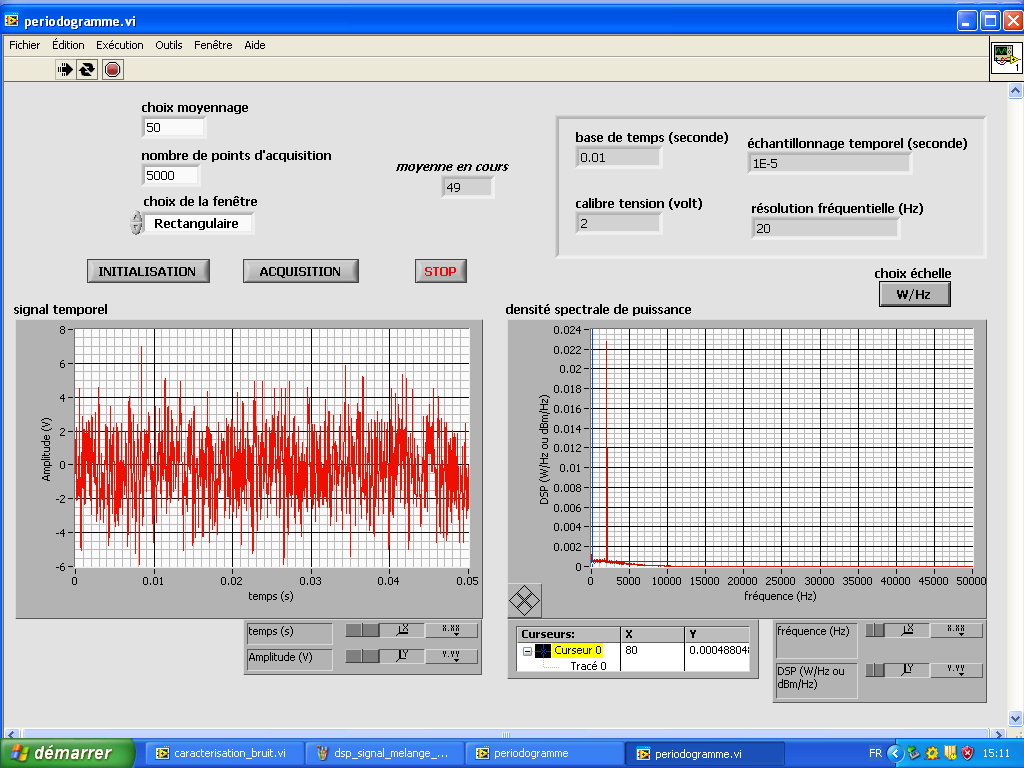 periodogramme.vi
Fichier Édition Exécution Outils Fenêtre Aide
1
choix moyennage
50
nombre de points d'acquisition
5000
choix de la fenêtre
Rectangulaire
moyenne en cours
49
base de temps (seconde)
0.01
échantillonnage temporel (seconde)
1E-5
calibre tension (volt)
2
résolution fréquentielle (Hz)
20
INITIALISATION ACQUISITION STOP
choix échelle
W/Hz
signal temporel
8
6
4
2
0
-2
-4
-6
Amplitude (V)
0 0.01 0.02 0.03 0.04 0.05
temps (s)
densité spectrale de puissance
0.024
0.022
0.02
0.018
0.016
0.014
0.012
0.01
0.008
0.006
0.004
0.002
0
DSP (W/Hz ou dBm/Hz)
0 5000 10000 15000 20000 25000 30000 35000 40000 45000 50000
fréquence (Hz)
temps (s)
Amplitude (V)
Curseurs: X Y
Curseur 0 80 0.00048804
Tracé 0
fréquence (Hz)
DSP (W/Hz ou
dBm/Hz)
démarrer caracterisation_bruit.vi dsp_signal_melange_... periodogramme periodogramme.vi FR 15:11